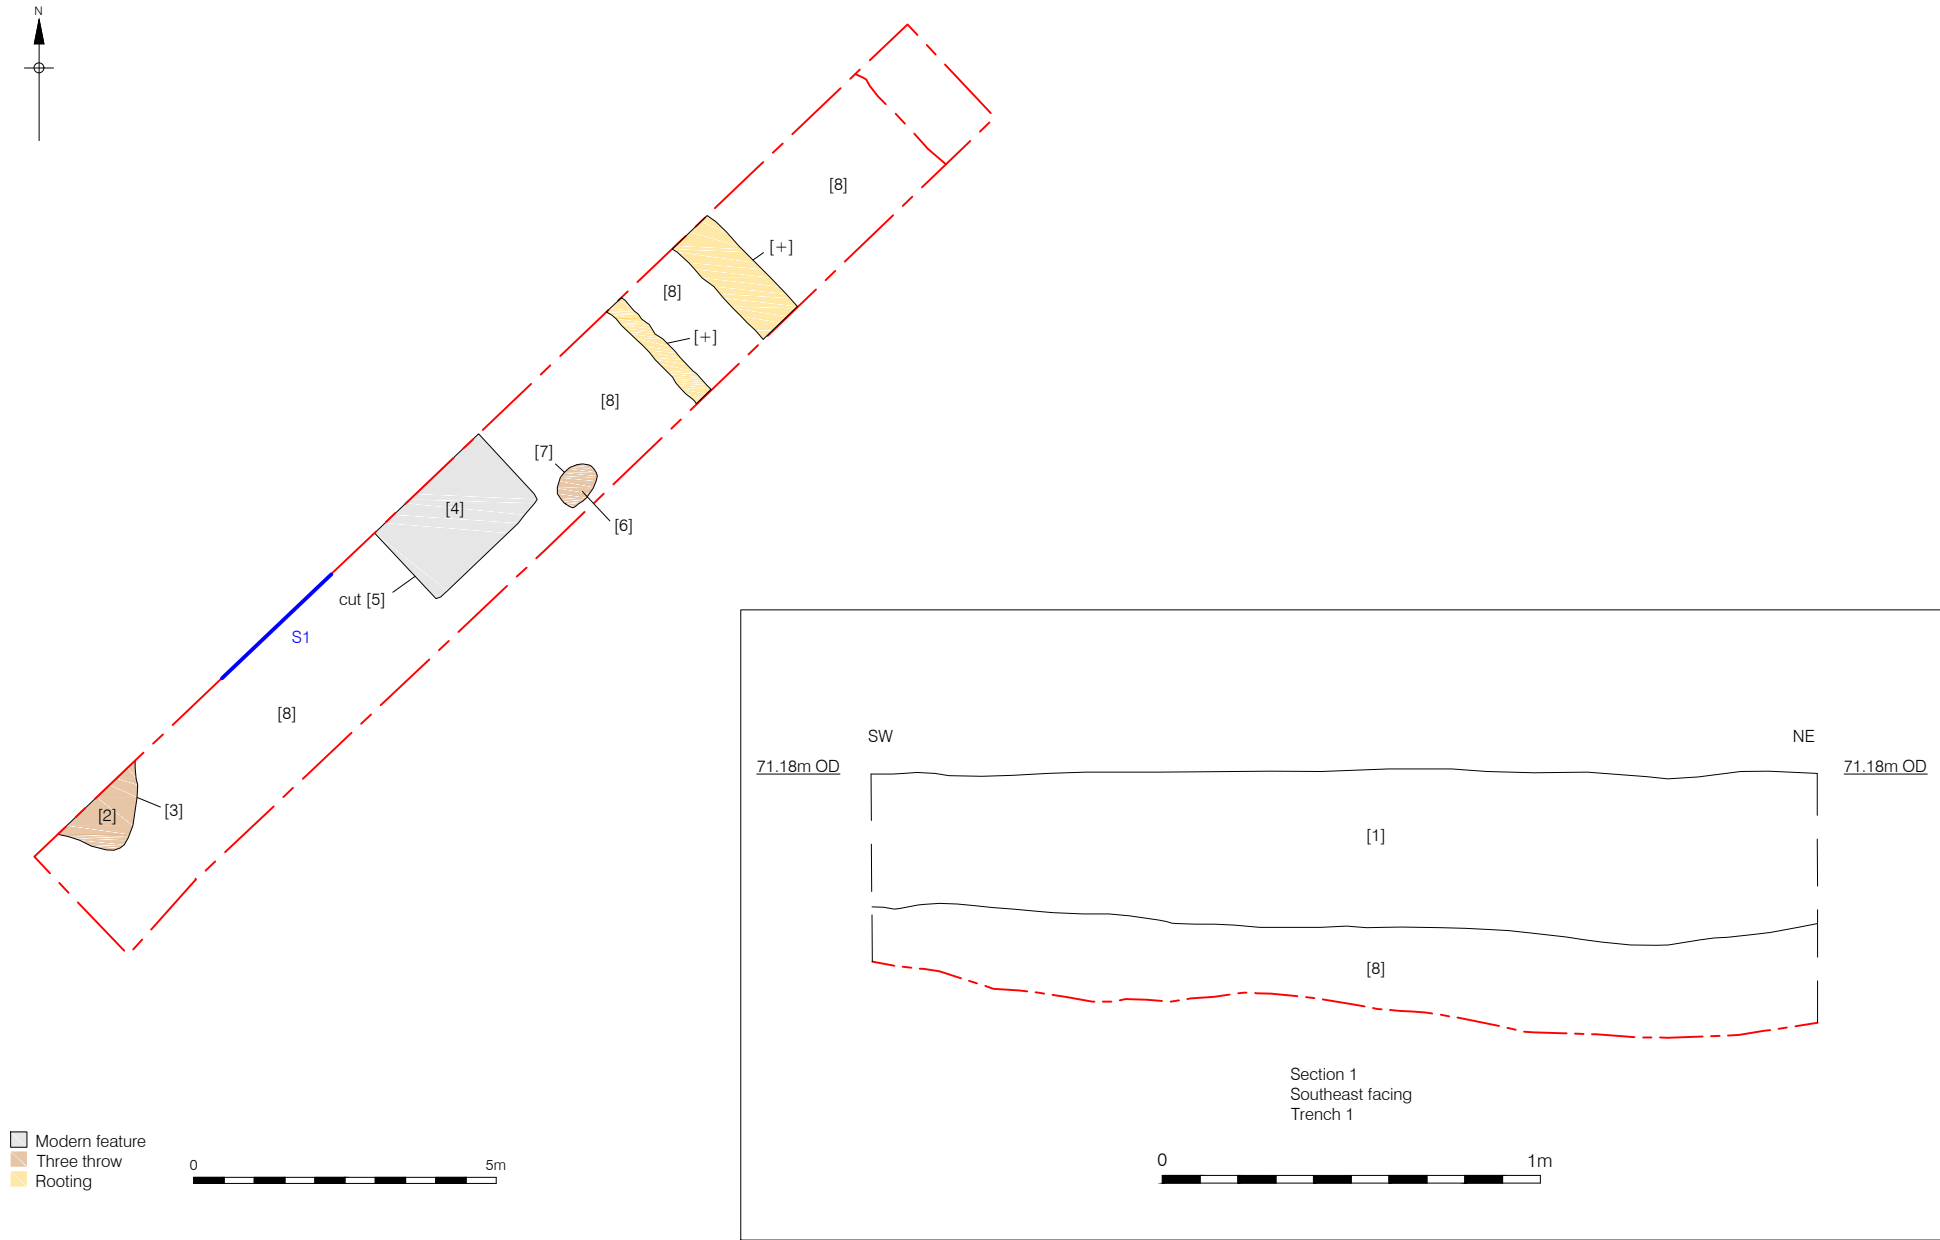 N
[8]
[+]
[8]
[+]
[8]
[7]
[4]
[6]
cut [5]
S1
[8]
[2]
[3]
SW
NE
71.18m OD
71.18m OD
[1]
[8]
Section 1
Southeast facing
Trench 1
0
1m
Modern feature
Three throw
Rooting
0
5m